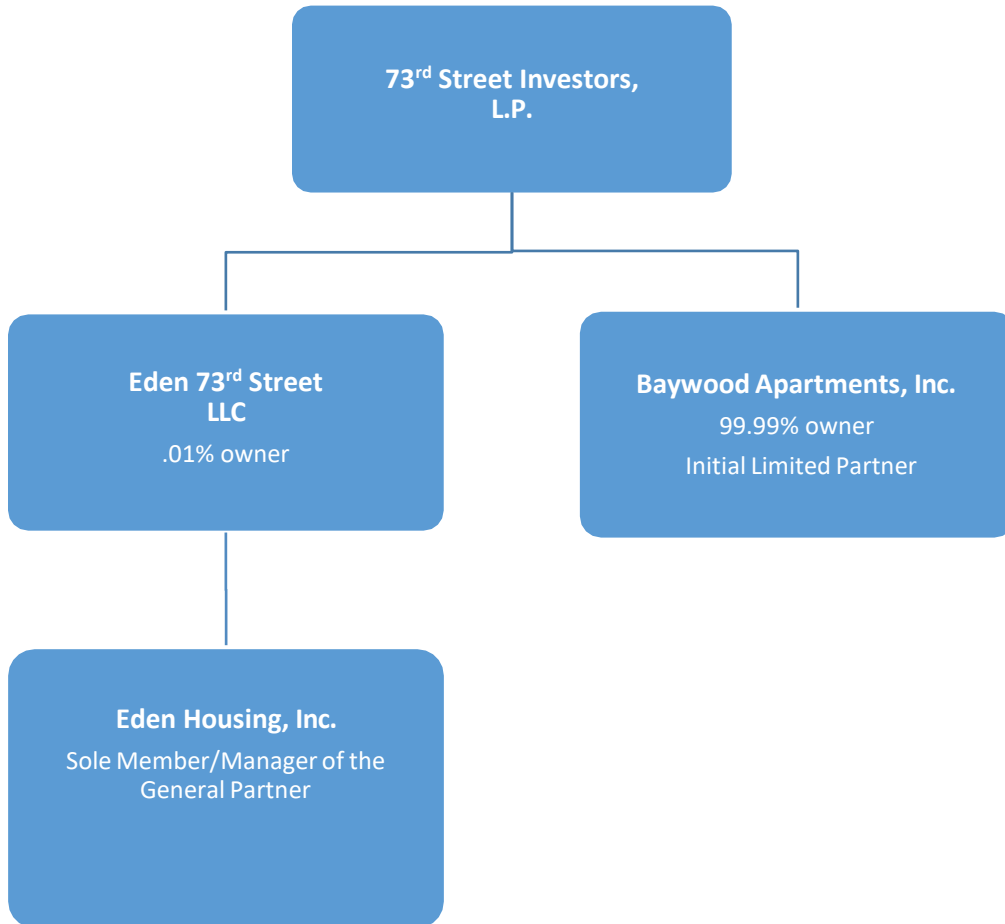 73rd Street Investors,
L.P.
Eden 73rd Street
LLC
.01% owner
Baywood Apartments, Inc.
99.99% owner
Initial Limited Partner
Eden Housing, Inc.
Sole Member/Manager of the
General Partner